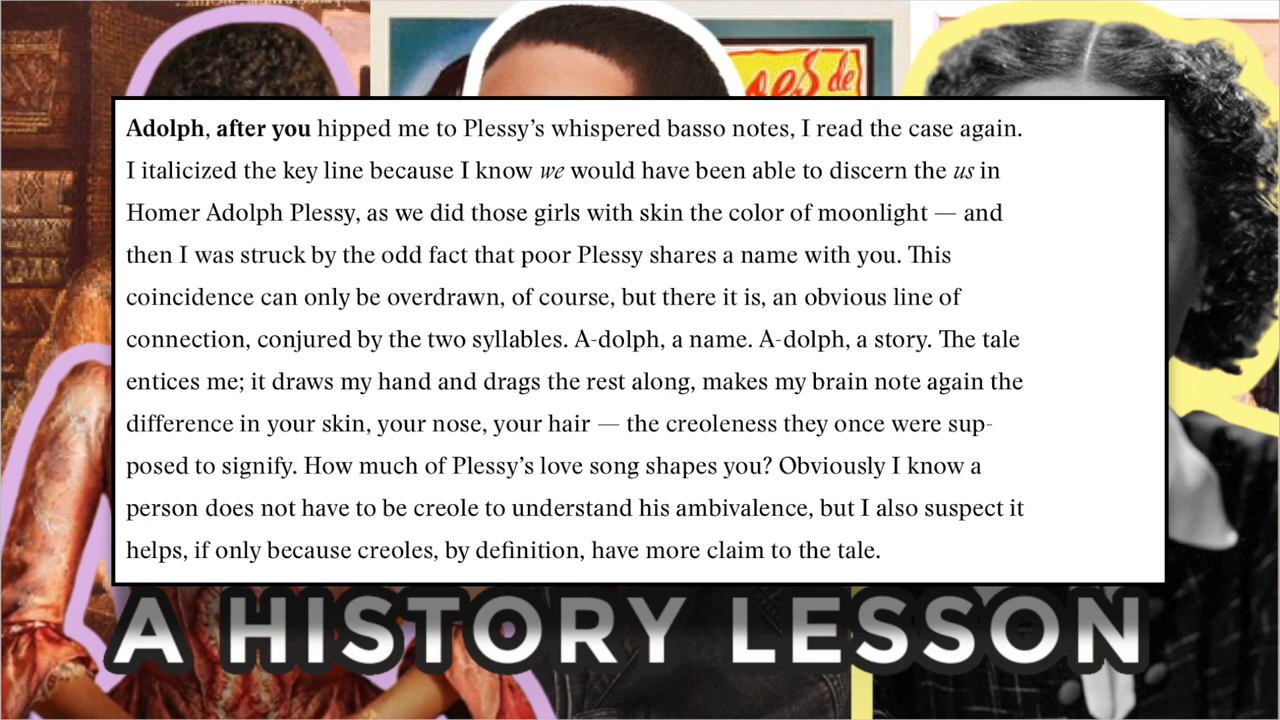 oes de
Adolph, after you hipped me to Plessy’s whispered basso notes, I read the case again.
I italicized the key line because I know we would have been able to discern the us in
Homer Adolph Plessy, as we did those girls with skin the color of moonlight — and
then I was struck by the odd fact that poor Plessy shares a name with you. This
coincidence can only be overdrawn, of course, but there it is, an obvious line of
connection, conjured by the two syllables. A-dolph, a name. A-dolph, a story. The tale
entices me; it draws my hand and drags the rest along, makes my brain note again the
difference in your skin, your nose, your hair — the creoleness they once were sup-
posed to signify. How much of Plessy’s love song shapes you? Obviously I know a
person does not have to be creole to understand his ambivalence, but I also suspect it
helps, if only because creoles, by definition, have more claim to the tale.
A HISTORY LESSON